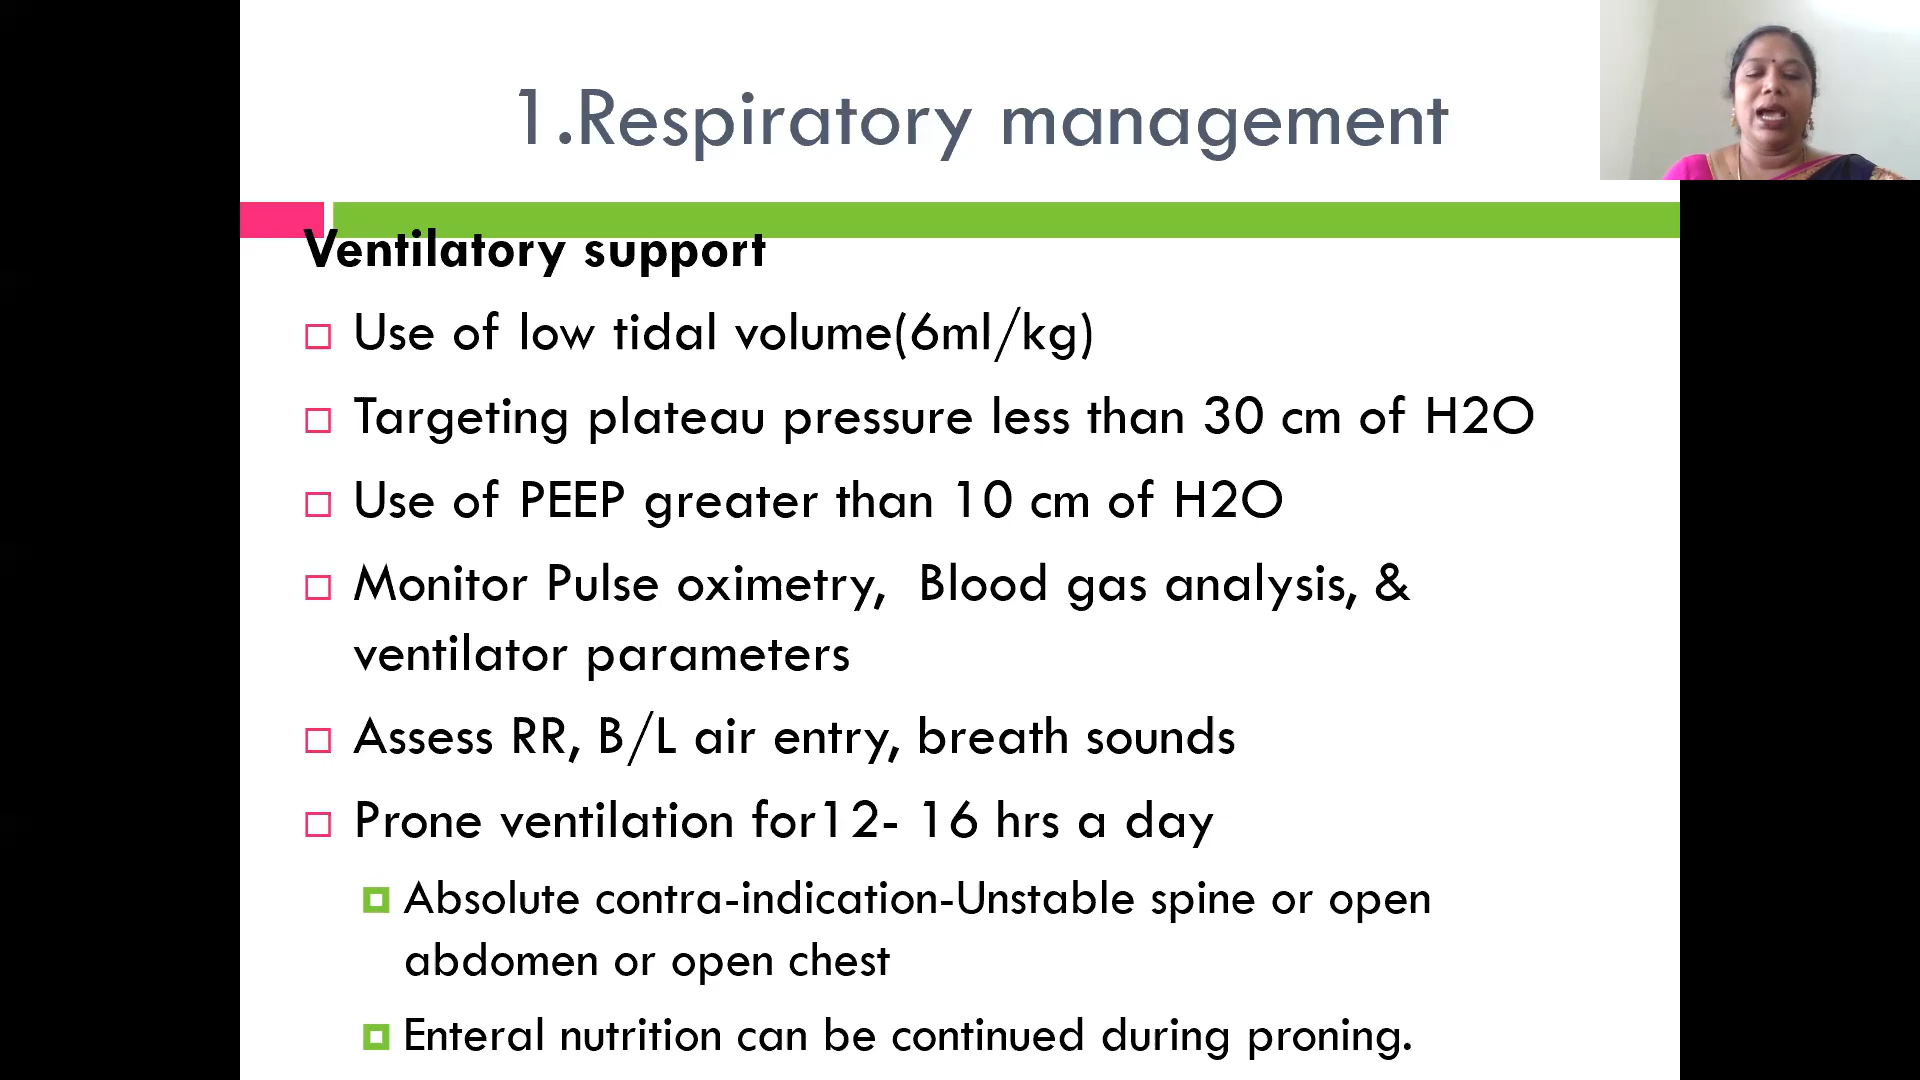 1.Respiratory management
Ventilatory support
Use of low tidal volume(6ml/kg)
Targeting plateau pressure less than 30 cm of H2O
Use of PEEP greater than 10 cm of H2O
Monitor Pulse oximetry,  Blood gas analysis, &
ventilator parameters
Assess RR, B/L air entry, breath sounds
Prone ventilation for12- 16 hrs a day
Absolute contra-indication-Unstable spine or open
abdomen or open chest
Enteral nutrition can be continued during proning.